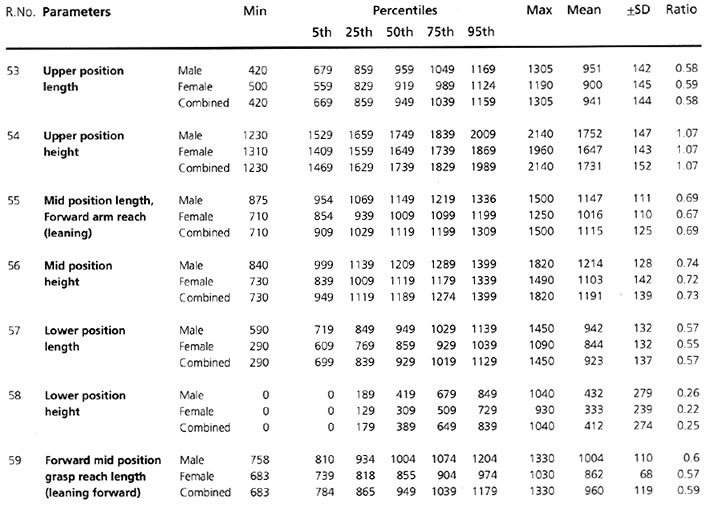 R.No. Parameters Min Percentiles Max Mean ±SD Ratio
5th 25th 50th 75th 95th
53 Upper position Male 420 679 859 959 1049 1169 1305 951 142 0.58
length Female 500 559 829 919 989 1124 1190 900 145 0.59
Combined 420 669 859 949 1039 1159 1305 941 144 0.58
54 Upper position Male 1230 1529 1659 1749 1839 2009 2140 1752 147 1.07
height Female 1310 1409 1559 1649 1739 1869 1960 1647 143 1.07
Combined 1230 1469 1629 1739 1829 1989 2140 1731 152 1.07
55 Mid position length, Male 875 954 1069 1149 1219 1336 1500 1147 111 0.69
Forward arm reach Female 710 854 939 1009 1099 1199 1250 1016 110 0.67
(leaning) Combined 710 909 1029 1119 1199 1309 1500 1115 125 0.69
56 Mid position Male 840 999 1139 1209 1289 1399 1820 1214 128 0.74
height Female 730 839 1009 1119 1179 1339 1490 1103 142 0.72
Combined 730 949 1119 1189 1274 1399 1820 1191 139 0.73
57 Lower position Male 590 719 849 949 1029 1139 1450 942 132 0.57
length Female 290 609 769 859 929 1039 1090 844 132 0.55
Combined 290 699 839 929 1019 1129 1450 923 137 0.57
58 Lower position Male 0 0 189 419 679 849 1040 432 279 0.26
height Female 0 0 129 309 509 729 930 333 239 0.22
Combined 0 0 179 389 649 839 1040 412 274 0.25
59 Forward mid position Male 758 810 934 1004 1074 1204 1330 1004 110 0.6
grasp reach length Female 683 739 818 855 904 974 1030 862 68 0.57
(leaning forward) Combined 683 784 865 949 1039 1179 1330 960 119 0.59